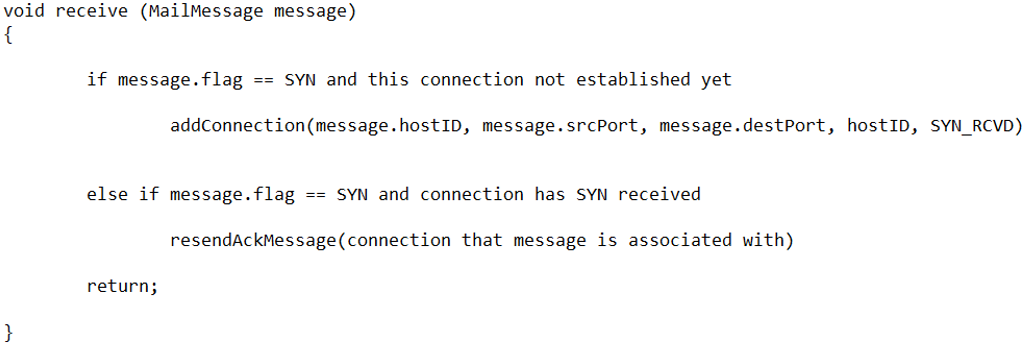 void receive (MailMessage message)
{
if message.flag == SYN and this connection not established yet
addConnection(message.hostID, message.srcPort, message.destPort, hostID, SYN_RCVD)
else if message.flag == SYN and connection has SYN received
resendAckMessage(connection that message is associated with)
return;
}